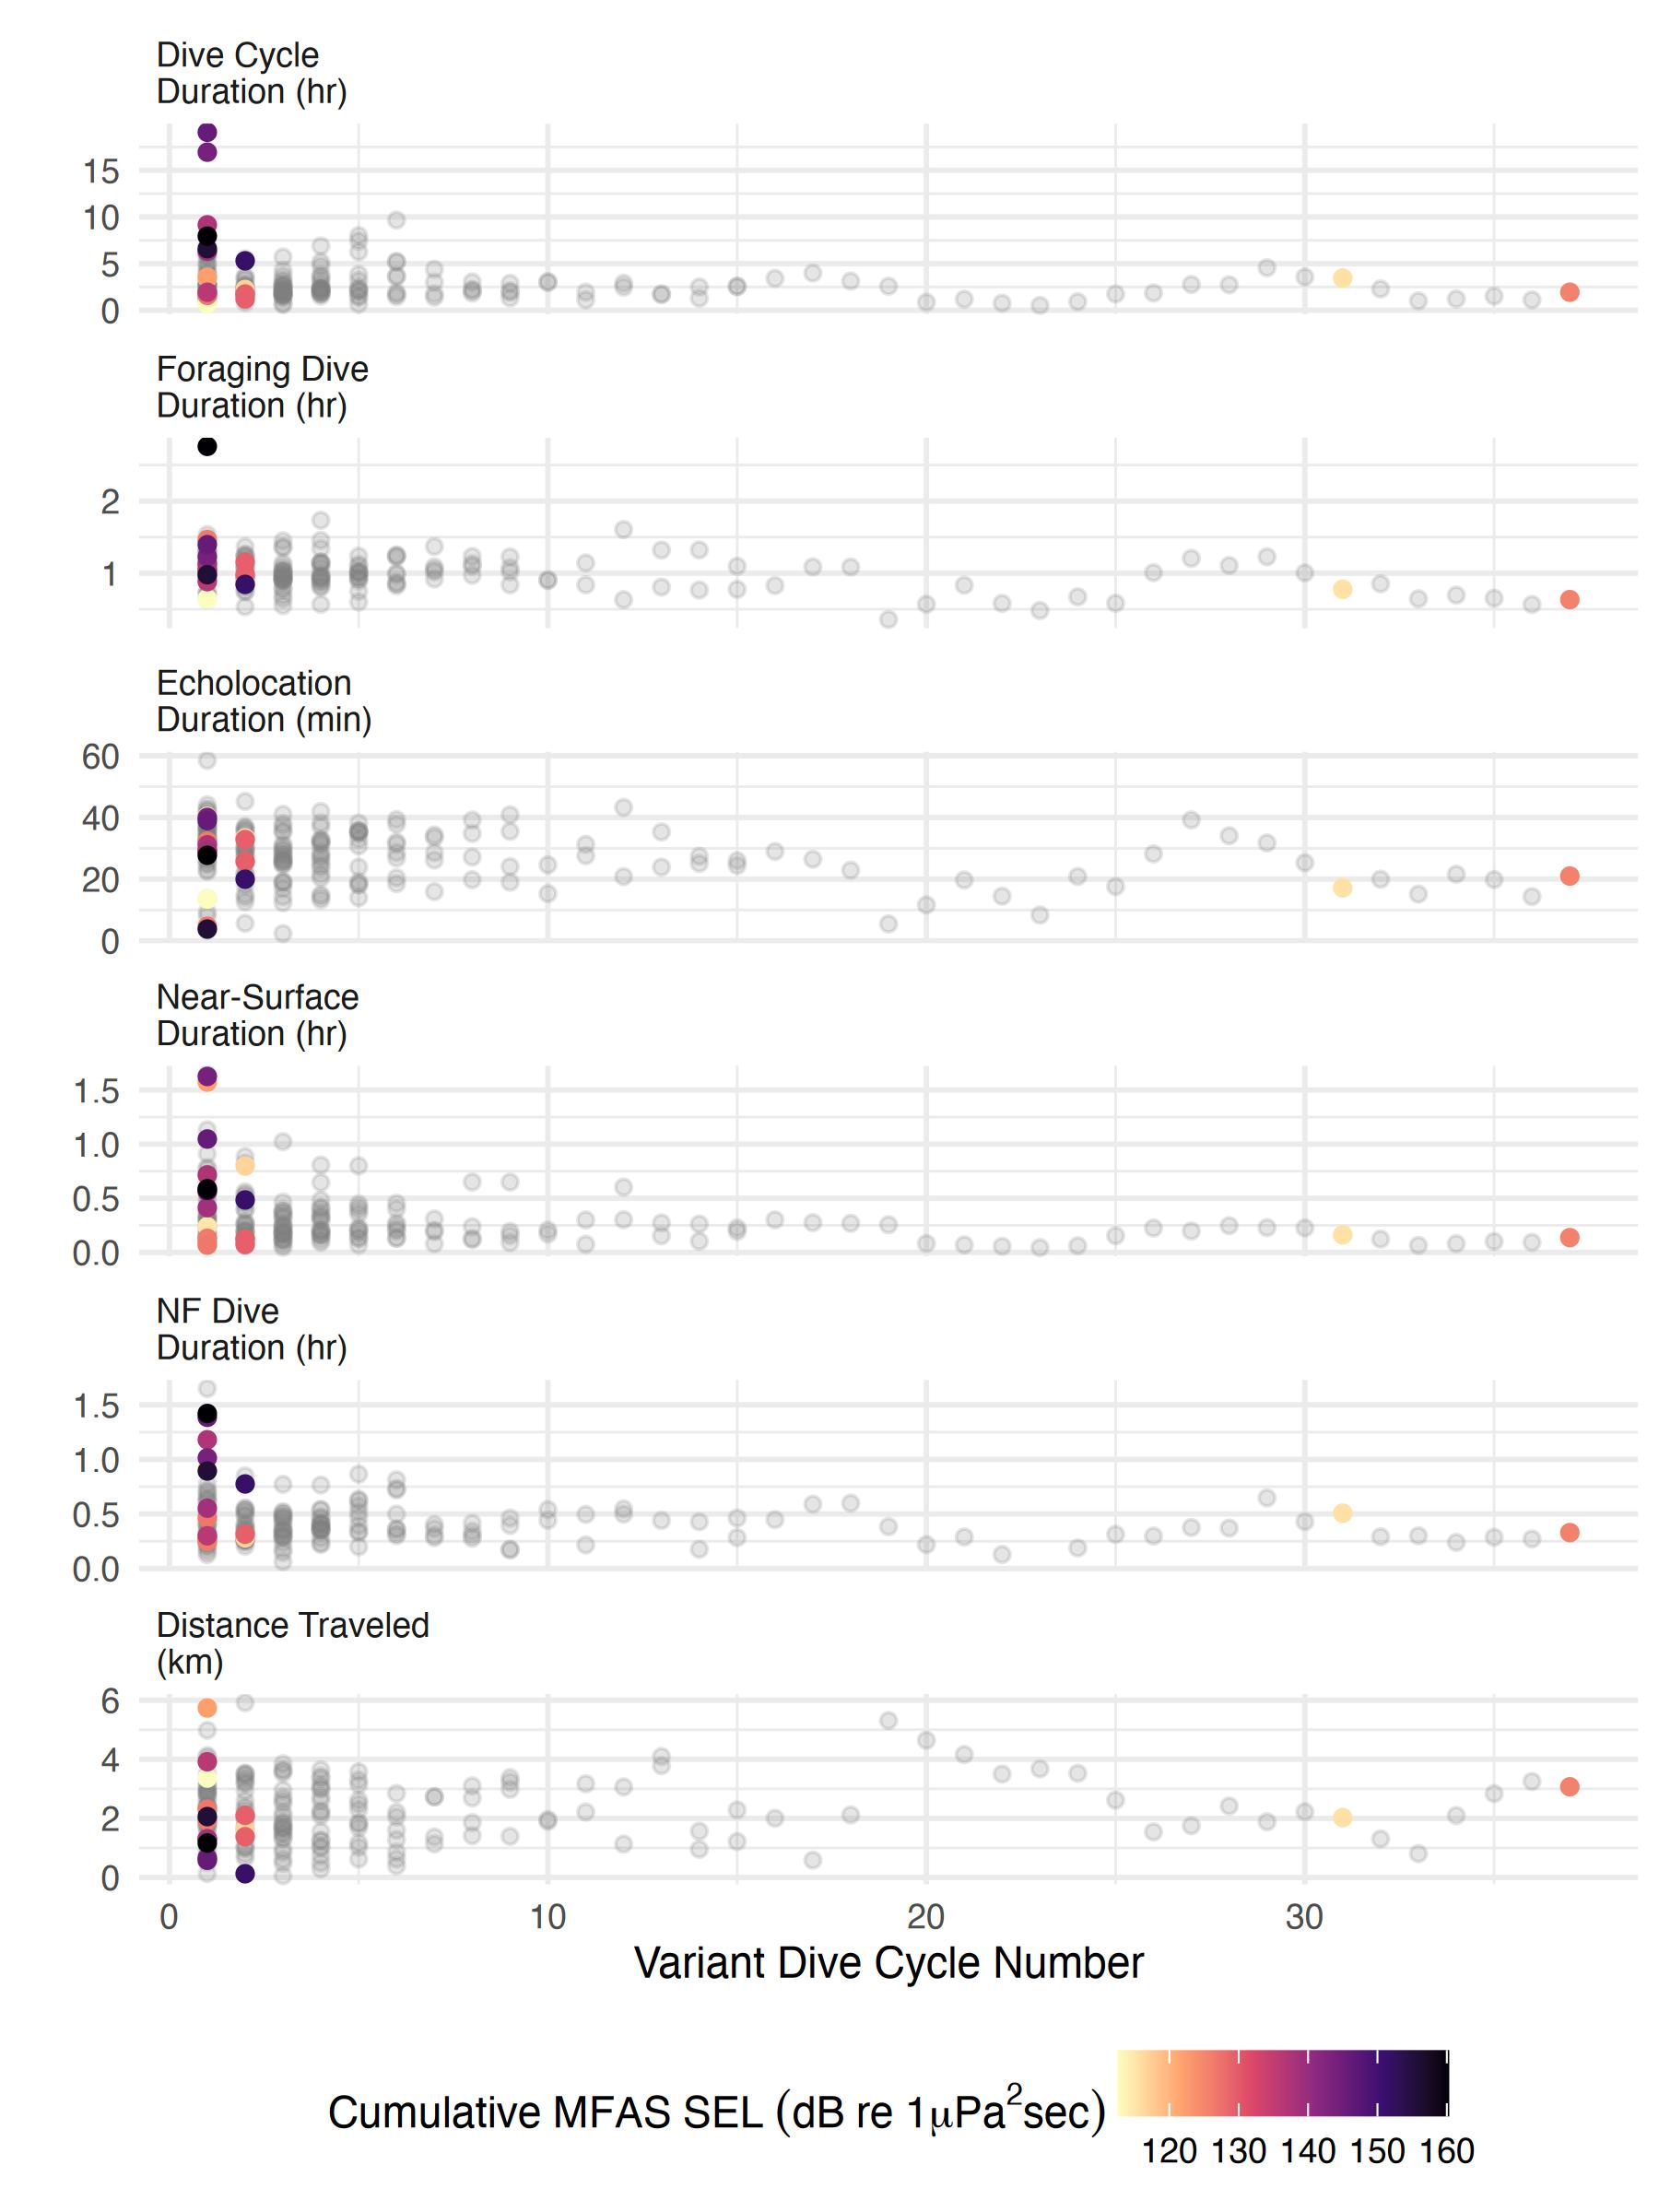 Dive Cycle
Duration (hr)
15
10
5
0
Foraging Dive
Duration (hr)
2
1
Echolocation
Duration (min)
60
40
20
0
Near-Surface
Duration (hr)
1.5
1.0
0.5
0.0
NF Dive
Duration (hr)
1.5
1.0
0.5
0.0
Distance Traveled
(km)
6
4
2
0
0 10 20 30
Variant Dive Cycle Number
Cumulative MFAS SEL (dB re 1μPa²sec)
120 130 140 150 160